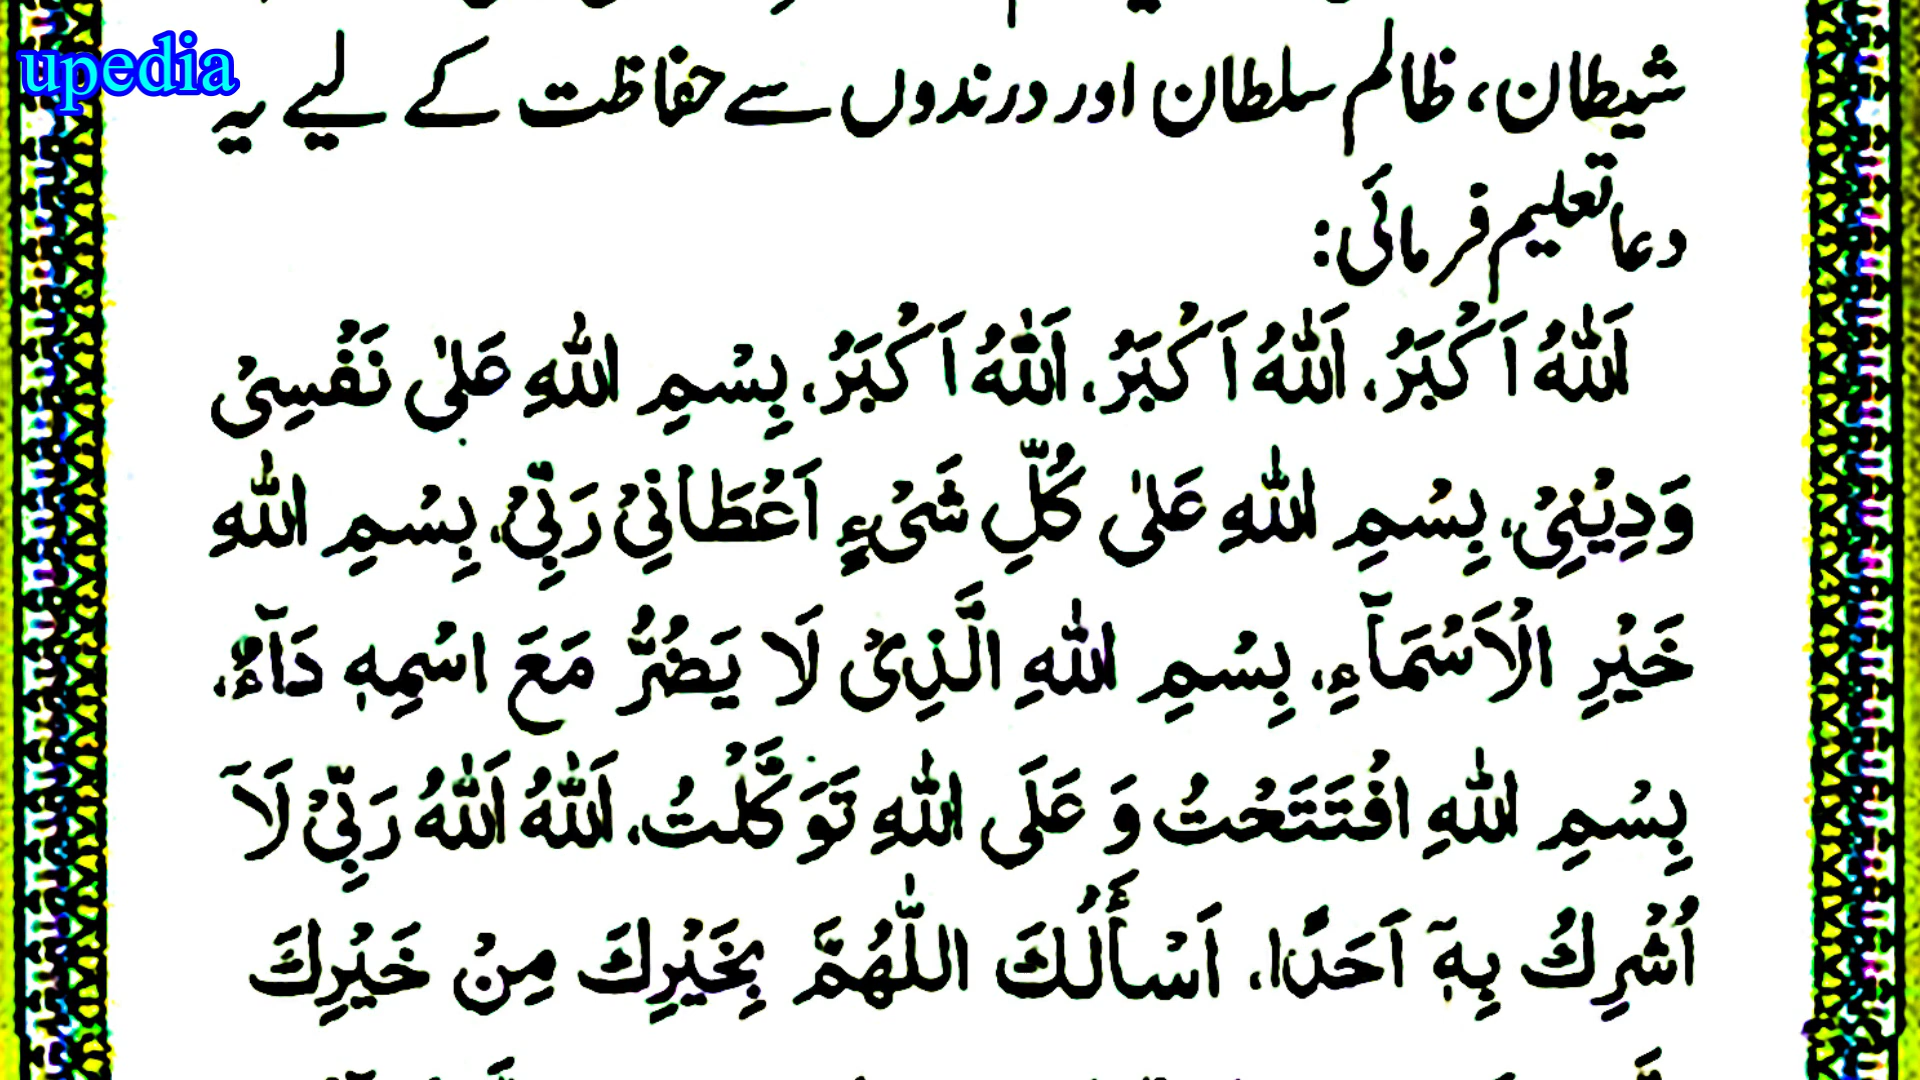 upedia
شیطان، ظالم سلطان اور درندوں سے حفاظت کے لیے یہ
دعا تعلیم فرمائی:
اَللّٰهُ اَكْبَرُ، اَللّٰهُ اَكْبَرُ، اَللّٰهُ اَكْبَرُ، بِسْمِ اللّٰهِ عَلٰى نَفْسِيْ
وَدِيْنِيْ، بِسْمِ اللّٰهِ عَلٰى كُلِّ شَيْءٍ اَعْطَانِيْ رَبِّيْ، بِسْمِ اللّٰهِ
خَيْرِ الْاَسْمَآءِ، بِسْمِ اللّٰهِ الَّذِيْ لَا يَضُرُّ مَعَ اسْمِهٖ دَآءٌ،
بِسْمِ اللّٰهِ افْتَتَحْتُ وَ عَلَى اللّٰهِ تَوَكَّلْتُ، اَللّٰهُ اَللّٰهُ رَبِّيْ لَآ
اُشْرِكُ بِهٖٓ اَحَدًا، اَسْأَلُكَ اللّٰهُمَّ بِخَيْرِكَ مِنْ خَيْرِكَ